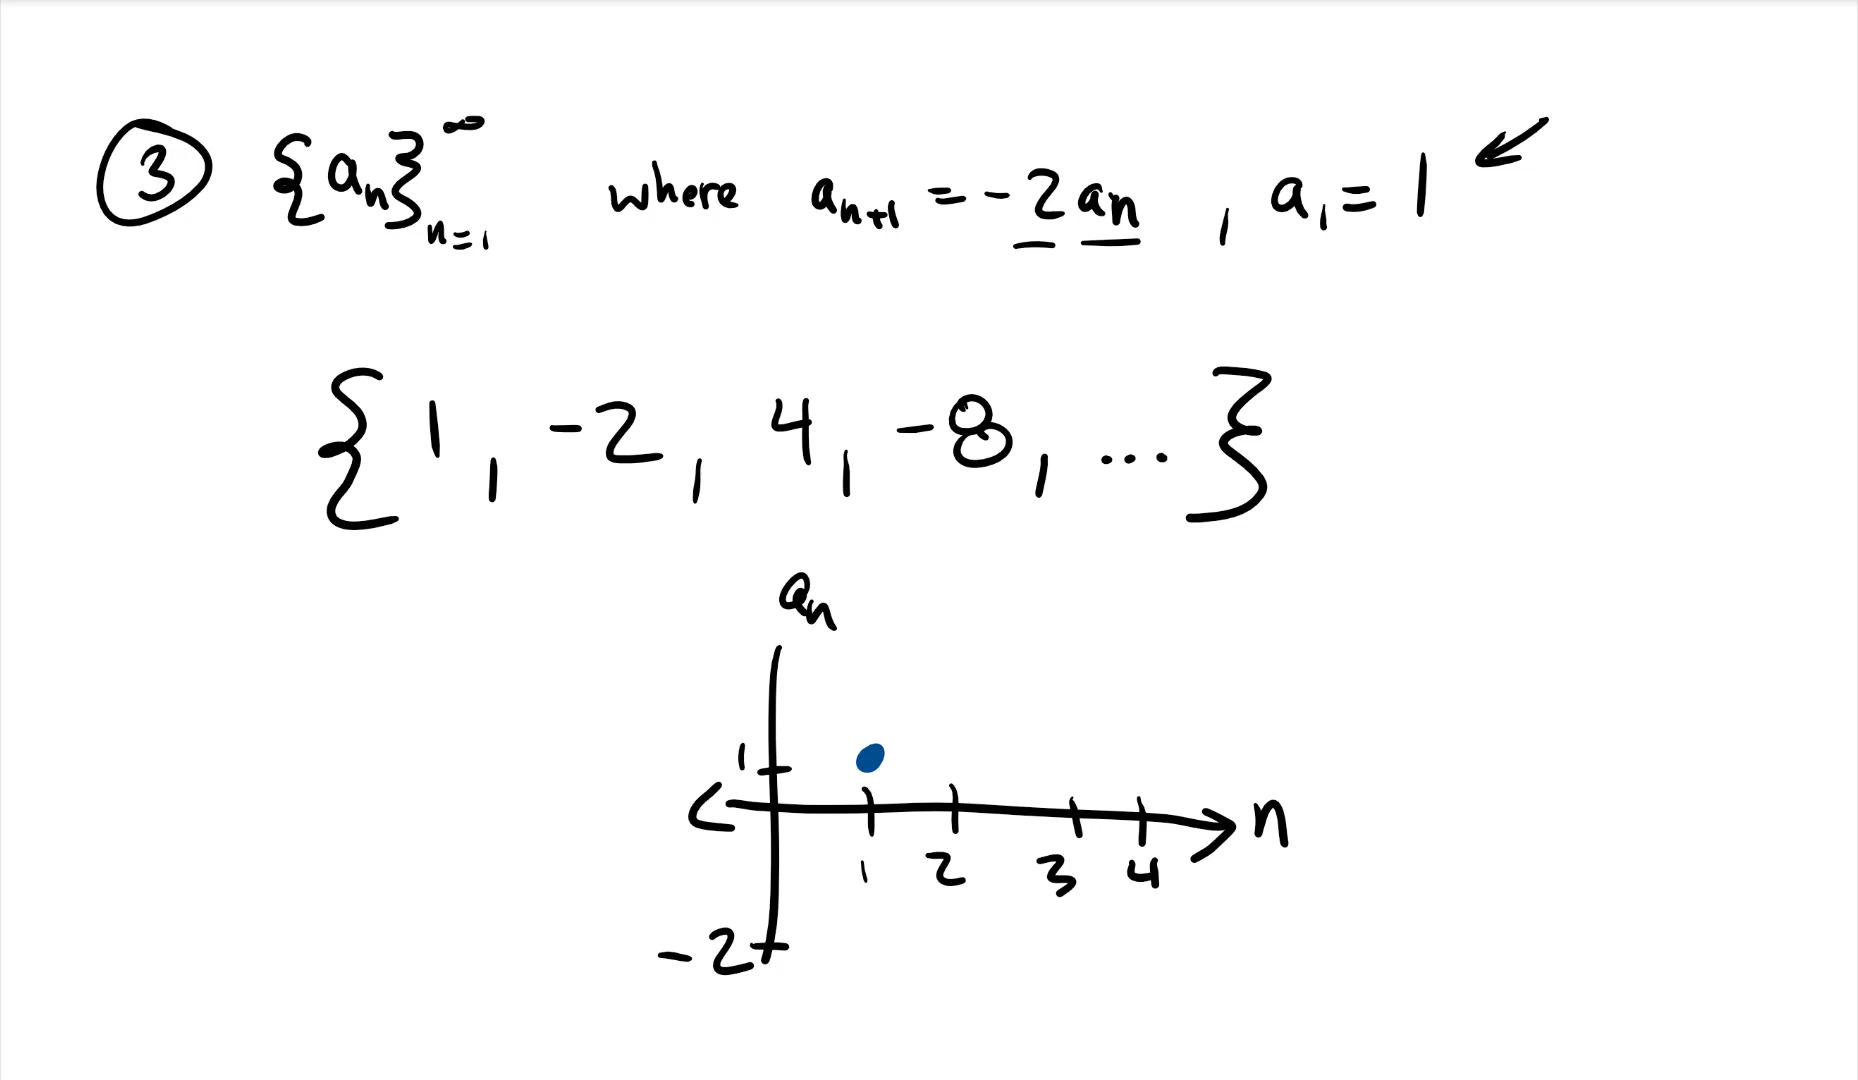 ③ {aₙ}ₙ₌₁^∞ where aₙ₊₁ = -2aₙ , a₁ = 1
{ 1 , -2 , 4 , -8 , ... }
aₙ
1
n
1 2 3 4
-2